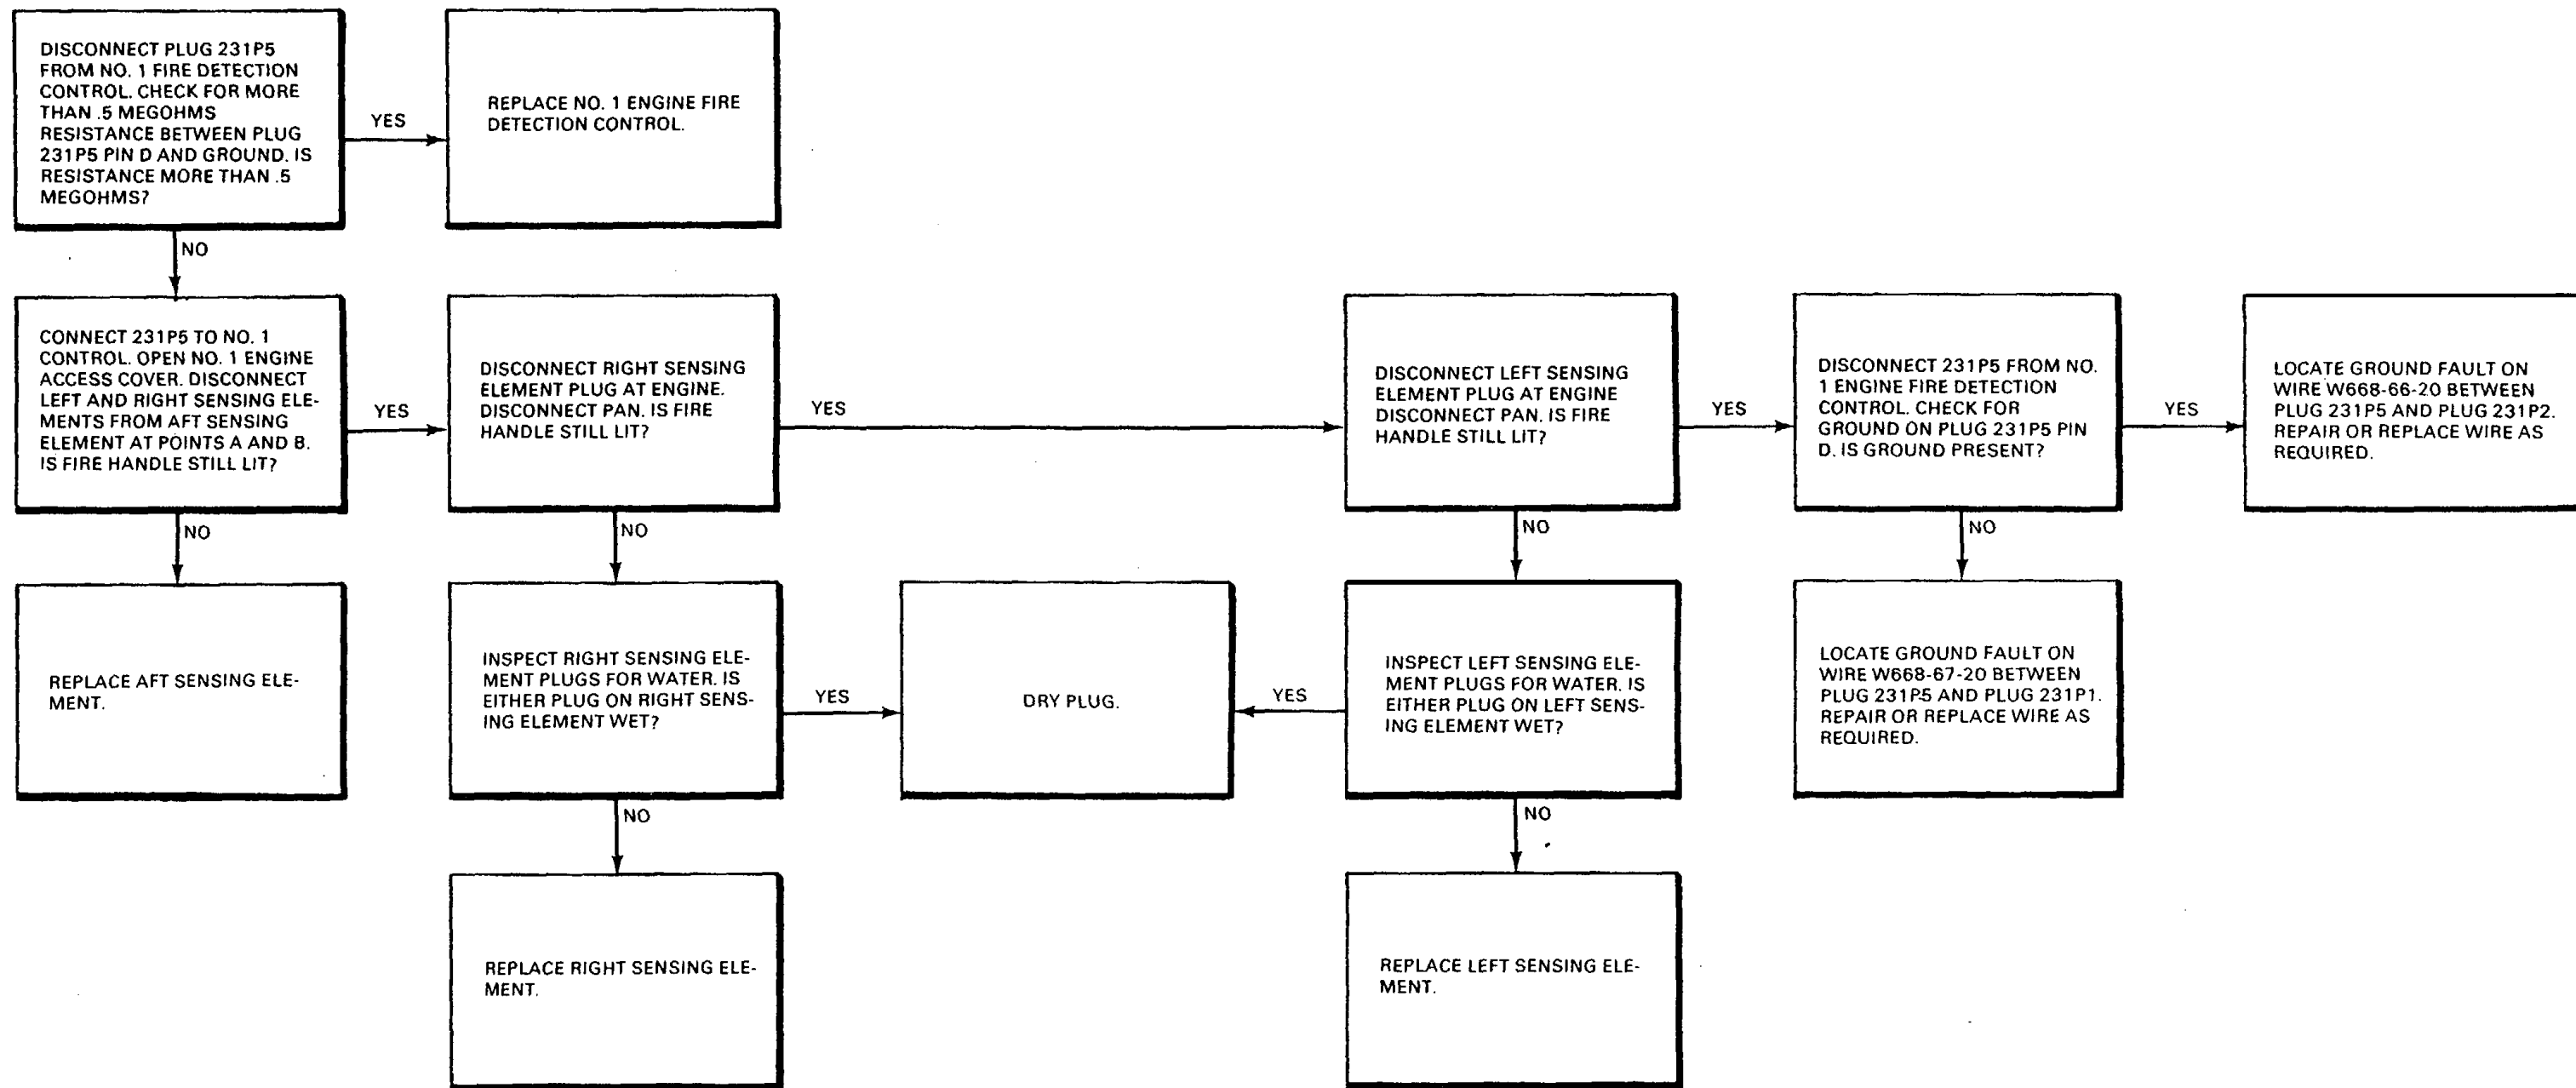 DISCONNECT PLUG 231P5
FROM NO. 1 FIRE DETECTION
CONTROL. CHECK FOR MORE
THAN .5 MEGOHMS
RESISTANCE BETWEEN PLUG
231P5 PIN D AND GROUND. IS
RESISTANCE MORE THAN .5
MEGOHMS?
YES
REPLACE NO. 1 ENGINE FIRE
DETECTION CONTROL.
NO
CONNECT 231P5 TO NO. 1
CONTROL. OPEN NO. 1 ENGINE
ACCESS COVER. DISCONNECT
LEFT AND RIGHT SENSING ELE-
MENTS FROM AFT SENSING
ELEMENT AT POINTS A AND B.
IS FIRE HANDLE STILL LIT?
YES
DISCONNECT RIGHT SENSING
ELEMENT PLUG AT ENGINE.
DISCONNECT PAN. IS FIRE
HANDLE STILL LIT?
YES
DISCONNECT LEFT SENSING
ELEMENT PLUG AT ENGINE
DISCONNECT PAN. IS FIRE
HANDLE STILL LIT?
YES
DISCONNECT 231P5 FROM NO.
1 ENGINE FIRE DETECTION
CONTROL. CHECK FOR
GROUND ON PLUG 231P5 PIN
D. IS GROUND PRESENT?
YES
LOCATE GROUND FAULT ON
WIRE W668-66-20 BETWEEN
PLUG 231P5 AND PLUG 231P2.
REPAIR OR REPLACE WIRE AS
REQUIRED.
NO
NO
NO
NO
REPLACE AFT SENSING ELE-
MENT.
INSPECT RIGHT SENSING ELE-
MENT PLUGS FOR WATER. IS
EITHER PLUG ON RIGHT SENS-
ING ELEMENT WET?
YES
DRY PLUG.
YES
INSPECT LEFT SENSING ELE-
MENT PLUGS FOR WATER. IS
EITHER PLUG ON LEFT SENS-
ING ELEMENT WET?
LOCATE GROUND FAULT ON
WIRE W668-67-20 BETWEEN
PLUG 231P5 AND PLUG 231P1.
REPAIR OR REPLACE WIRE AS
REQUIRED.
NO
NO
REPLACE RIGHT SENSING ELE-
MENT.
REPLACE LEFT SENSING ELE-
MENT.